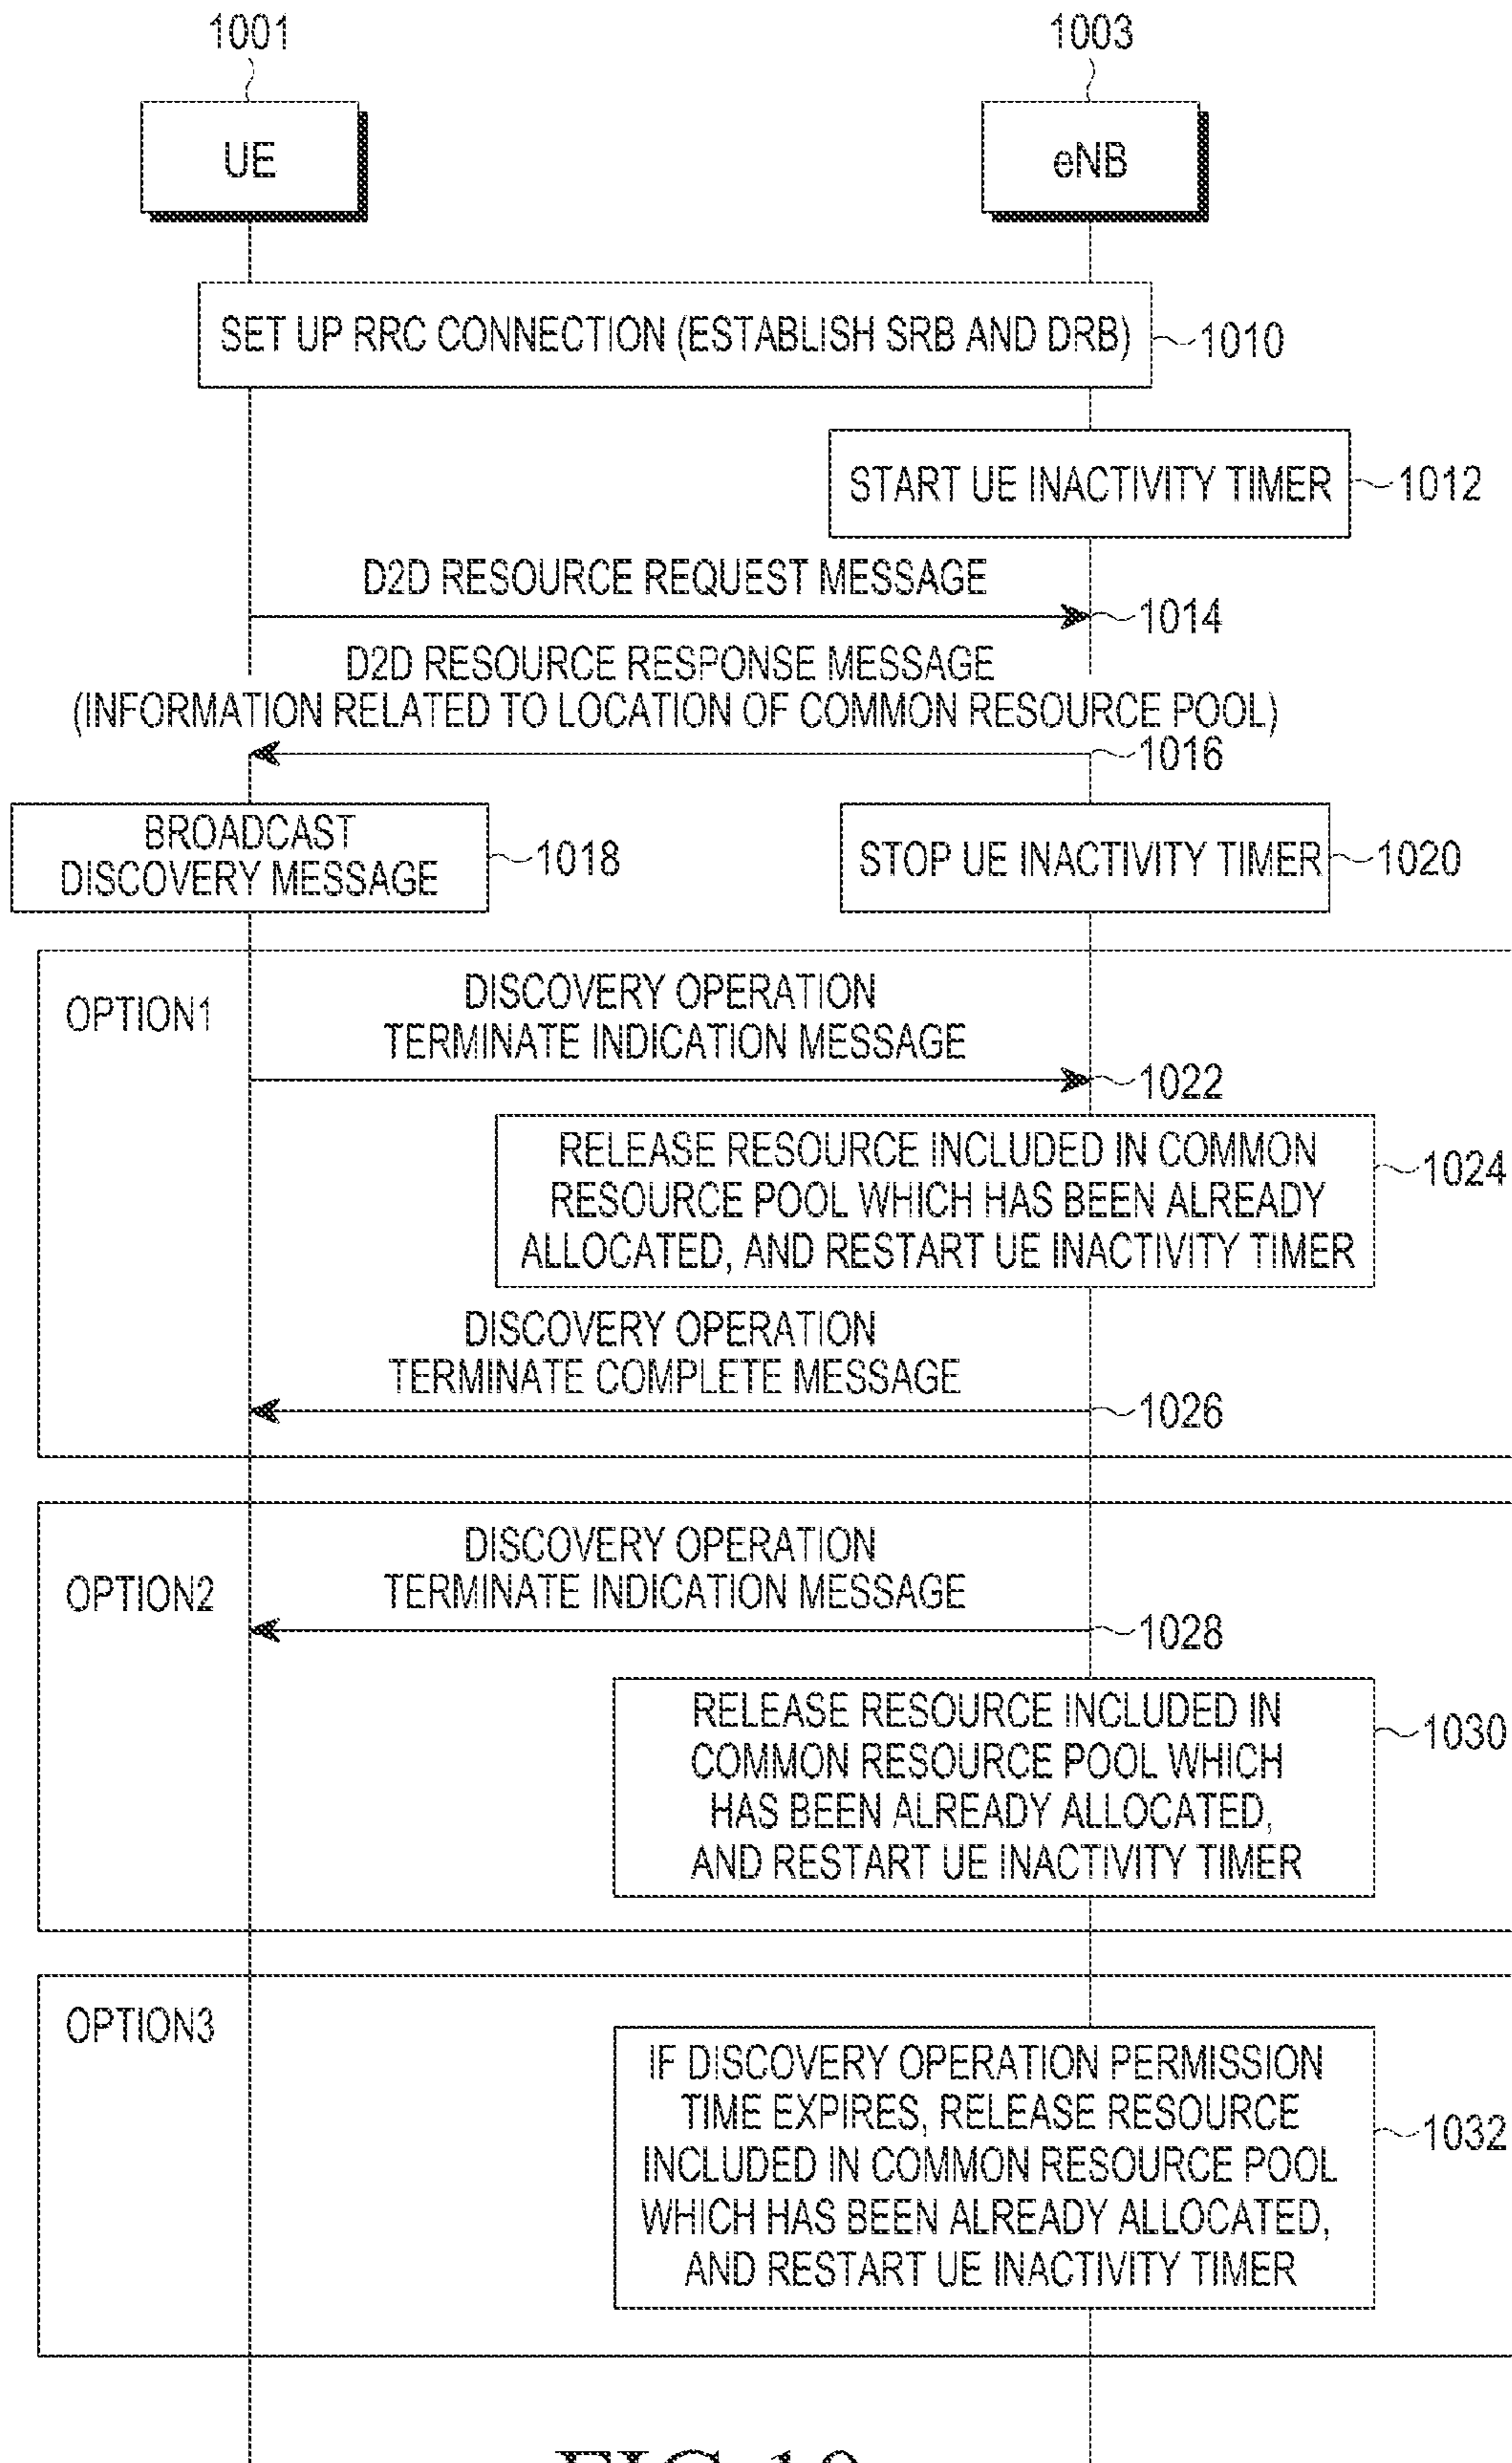 1001
1003
UE
eNB
SET UP RRC CONNECTION (ESTABLISH SRB AND DRB)
1010
START UE INACTIVITY TIMER
1012
D2D RESOURCE REQUEST MESSAGE
1014
D2D RESOURCE RESPONSE MESSAGE
(INFORMATION RELATED TO LOCATION OF COMMON RESOURCE POOL)
1016
BROADCAST
DISCOVERY MESSAGE
1018
STOP UE INACTIVITY TIMER
1020
OPTION1
DISCOVERY OPERATION
TERMINATE INDICATION MESSAGE
1022
RELEASE RESOURCE INCLUDED IN COMMON
RESOURCE POOL WHICH HAS BEEN ALREADY
ALLOCATED, AND RESTART UE INACTIVITY TIMER
1024
DISCOVERY OPERATION
TERMINATE COMPLETE MESSAGE
1026
OPTION2
DISCOVERY OPERATION
TERMINATE INDICATION MESSAGE
1028
RELEASE RESOURCE INCLUDED IN
COMMON RESOURCE POOL WHICH
HAS BEEN ALREADY ALLOCATED,
AND RESTART UE INACTIVITY TIMER
1030
OPTION3
IF DISCOVERY OPERATION PERMISSION
TIME EXPIRES, RELEASE RESOURCE
INCLUDED IN COMMON RESOURCE POOL
WHICH HAS BEEN ALREADY ALLOCATED,
AND RESTART UE INACTIVITY TIMER
1032